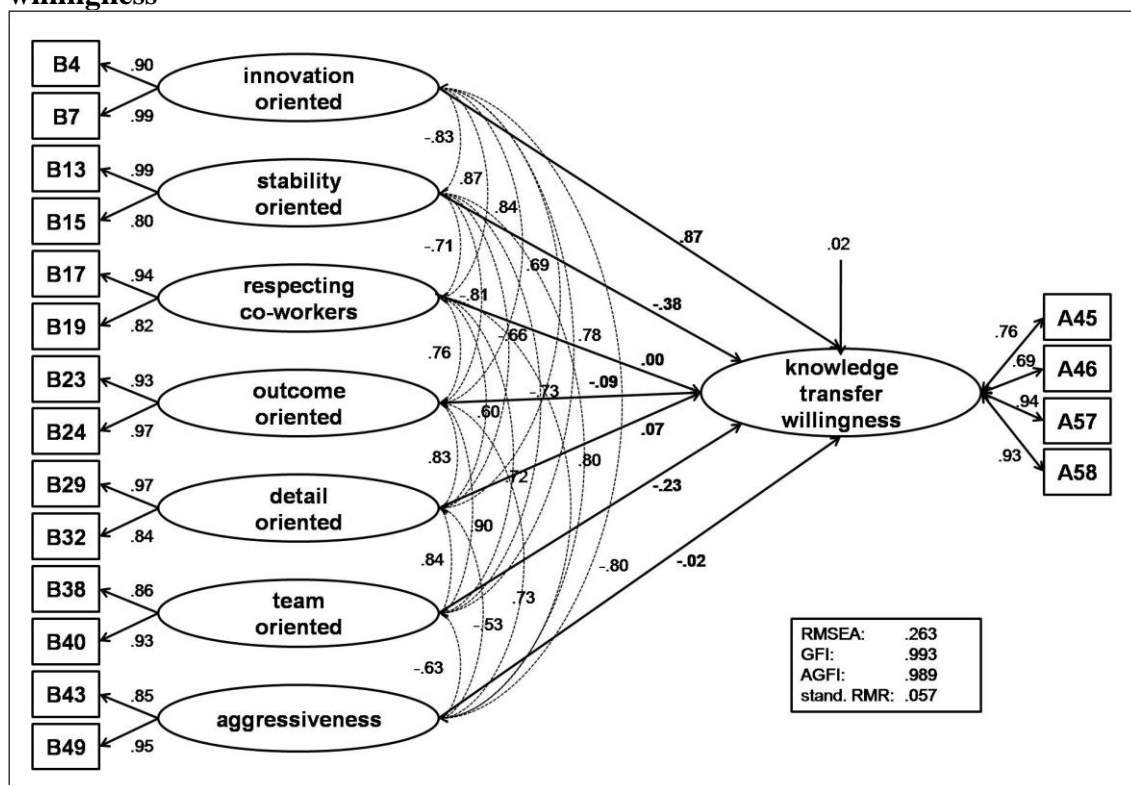 willingness
B4
.90
innovation
oriented
B7
.99
-.83
B13
.99
stability
oriented
.87
.84
B15
.80
.87
.02
-.71
.69
B17
.94
respecting
co-workers
-.81
-.38
A45
B19
.82
-.66
.78
.76
.76
.00
A46
.69
B23
.93
outcome
oriented
-.73
-.09
knowledge
transfer
willingness
.94
A57
B24
.97
.60
.07
.93
A58
.83
.72
.80
B29
.97
detail
oriented
-.23
B32
.84
.90
.84
-.80
-.02
B38
.86
team
oriented
.73
B40
.93
-.53
-.63
RMSEA: .263
GFI: .993
AGFI: .989
stand. RMR: .057
B43
.85
aggressiveness
B49
.95